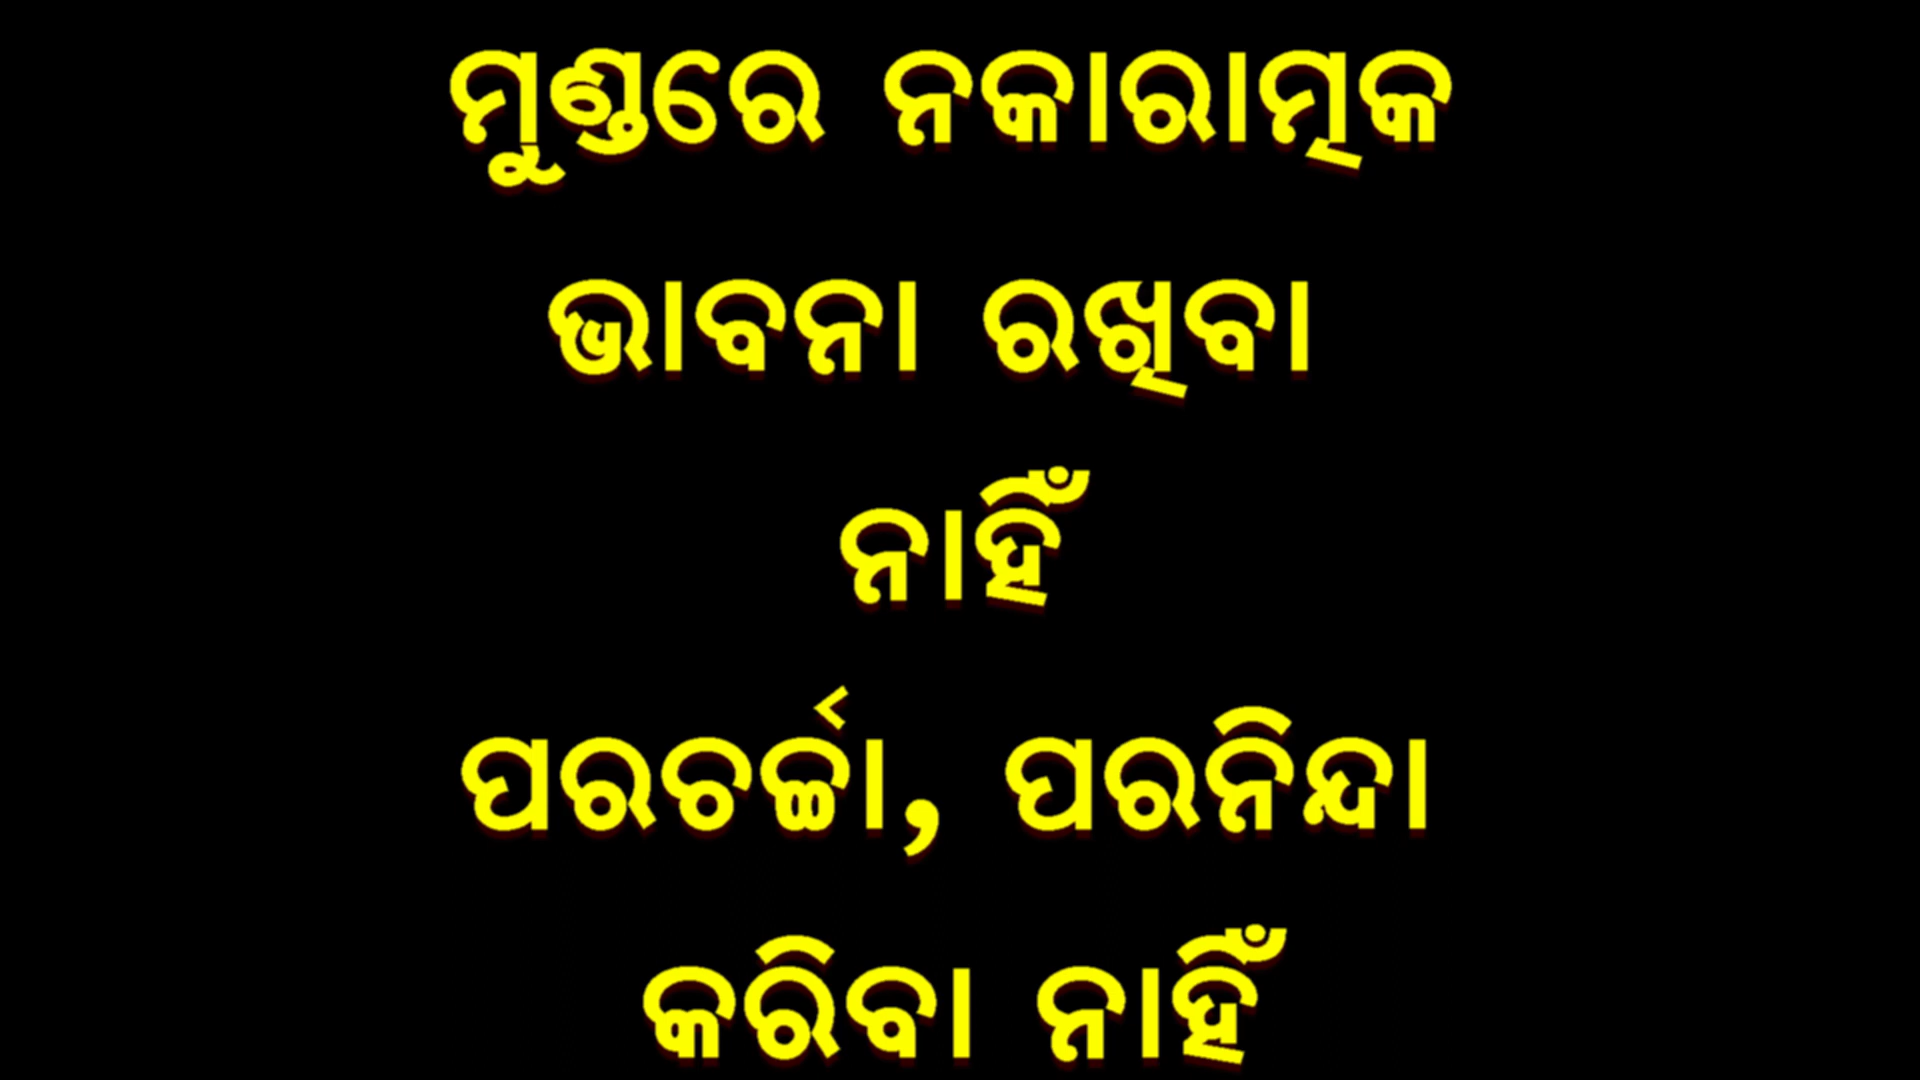 ମୁଣ୍ଡରେ ନକାରାତ୍ମକ
ଭାବନା ରଖିବା
ନାହିଁ
ପରଚର୍ଚ୍ଚା, ପରନିନ୍ଦା
କରିବା ନାହିଁ